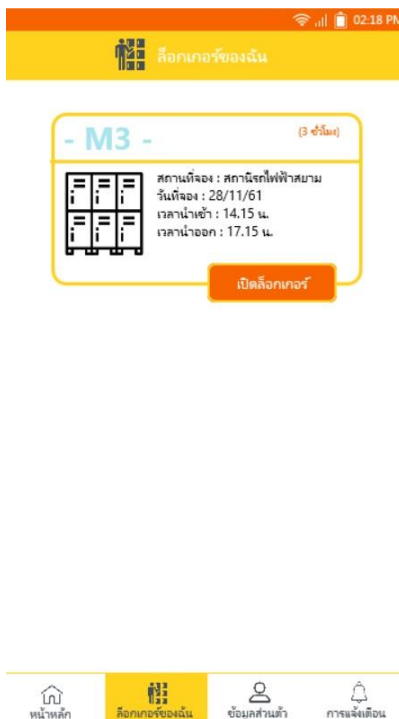 02:18 PM
ล็อกเกอร์ของฉัน
- M3 -
(3 ชั่วโมง)
สถานที่จอง : สถานีรถไฟฟ้าสยาม
วันที่จอง : 28/11/61
เวลานำเข้า : 14.15 น.
เวลานำออก : 17.15 น.
เปิดล็อกเกอร์
หน้าหลัก
ล็อกเกอร์ของฉัน
ข้อมูลส่วนตัว
การแจ้งเตือน